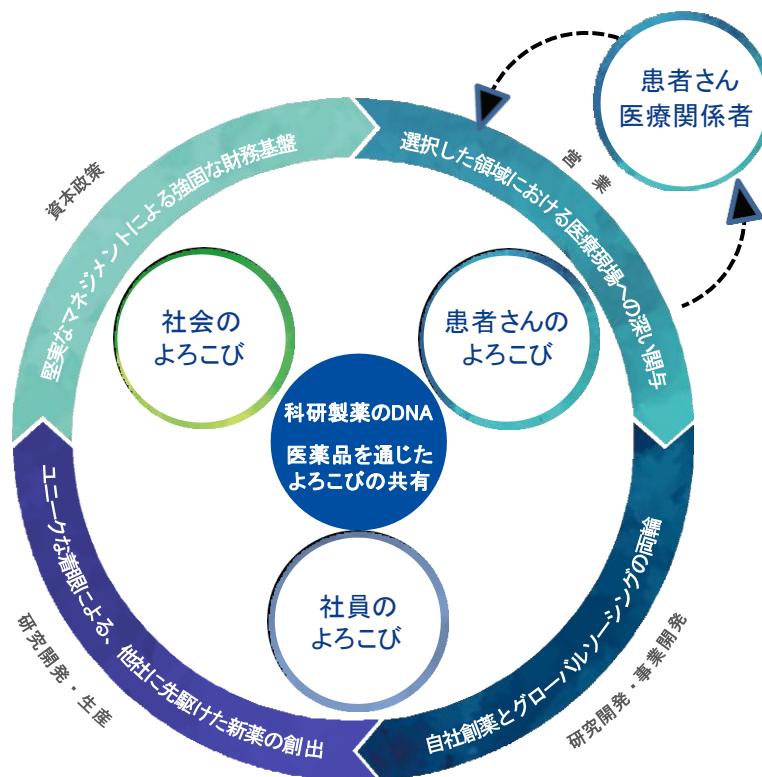 患者さん
医療関係者
資本政策
堅実なマネジメントによる強固な財務基盤
選択した領域における医療現場への深い関与
営業
社会の
よろこび
患者さんの
よろこび
科研製薬のDNA
医薬品を通じた
よろこびの共有
社員の
よろこび
ユニークな着眼による、他社に先駆けた新薬の創出
研究開発・生産
自社創薬とグローバルソーシングの両輪
研究開発・事業開発